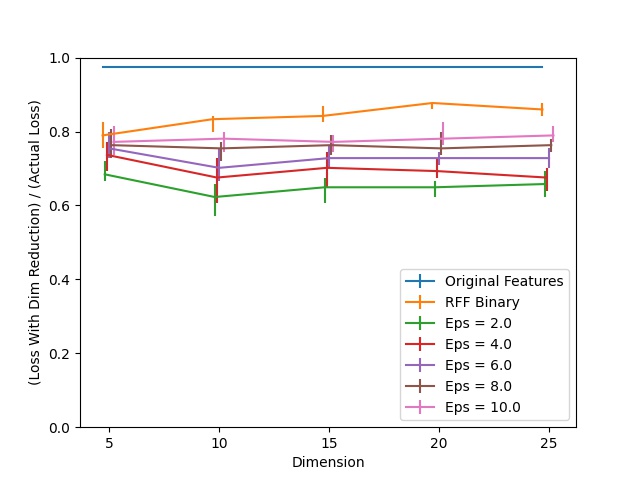 (Loss With Dim Reduction) / (Actual Loss)
1.0
0.8
0.6
0.4
0.2
0.0
Original Features
RFF Binary
Eps = 2.0
Eps = 4.0
Eps = 6.0
Eps = 8.0
Eps = 10.0
5 10 15 20 25
Dimension